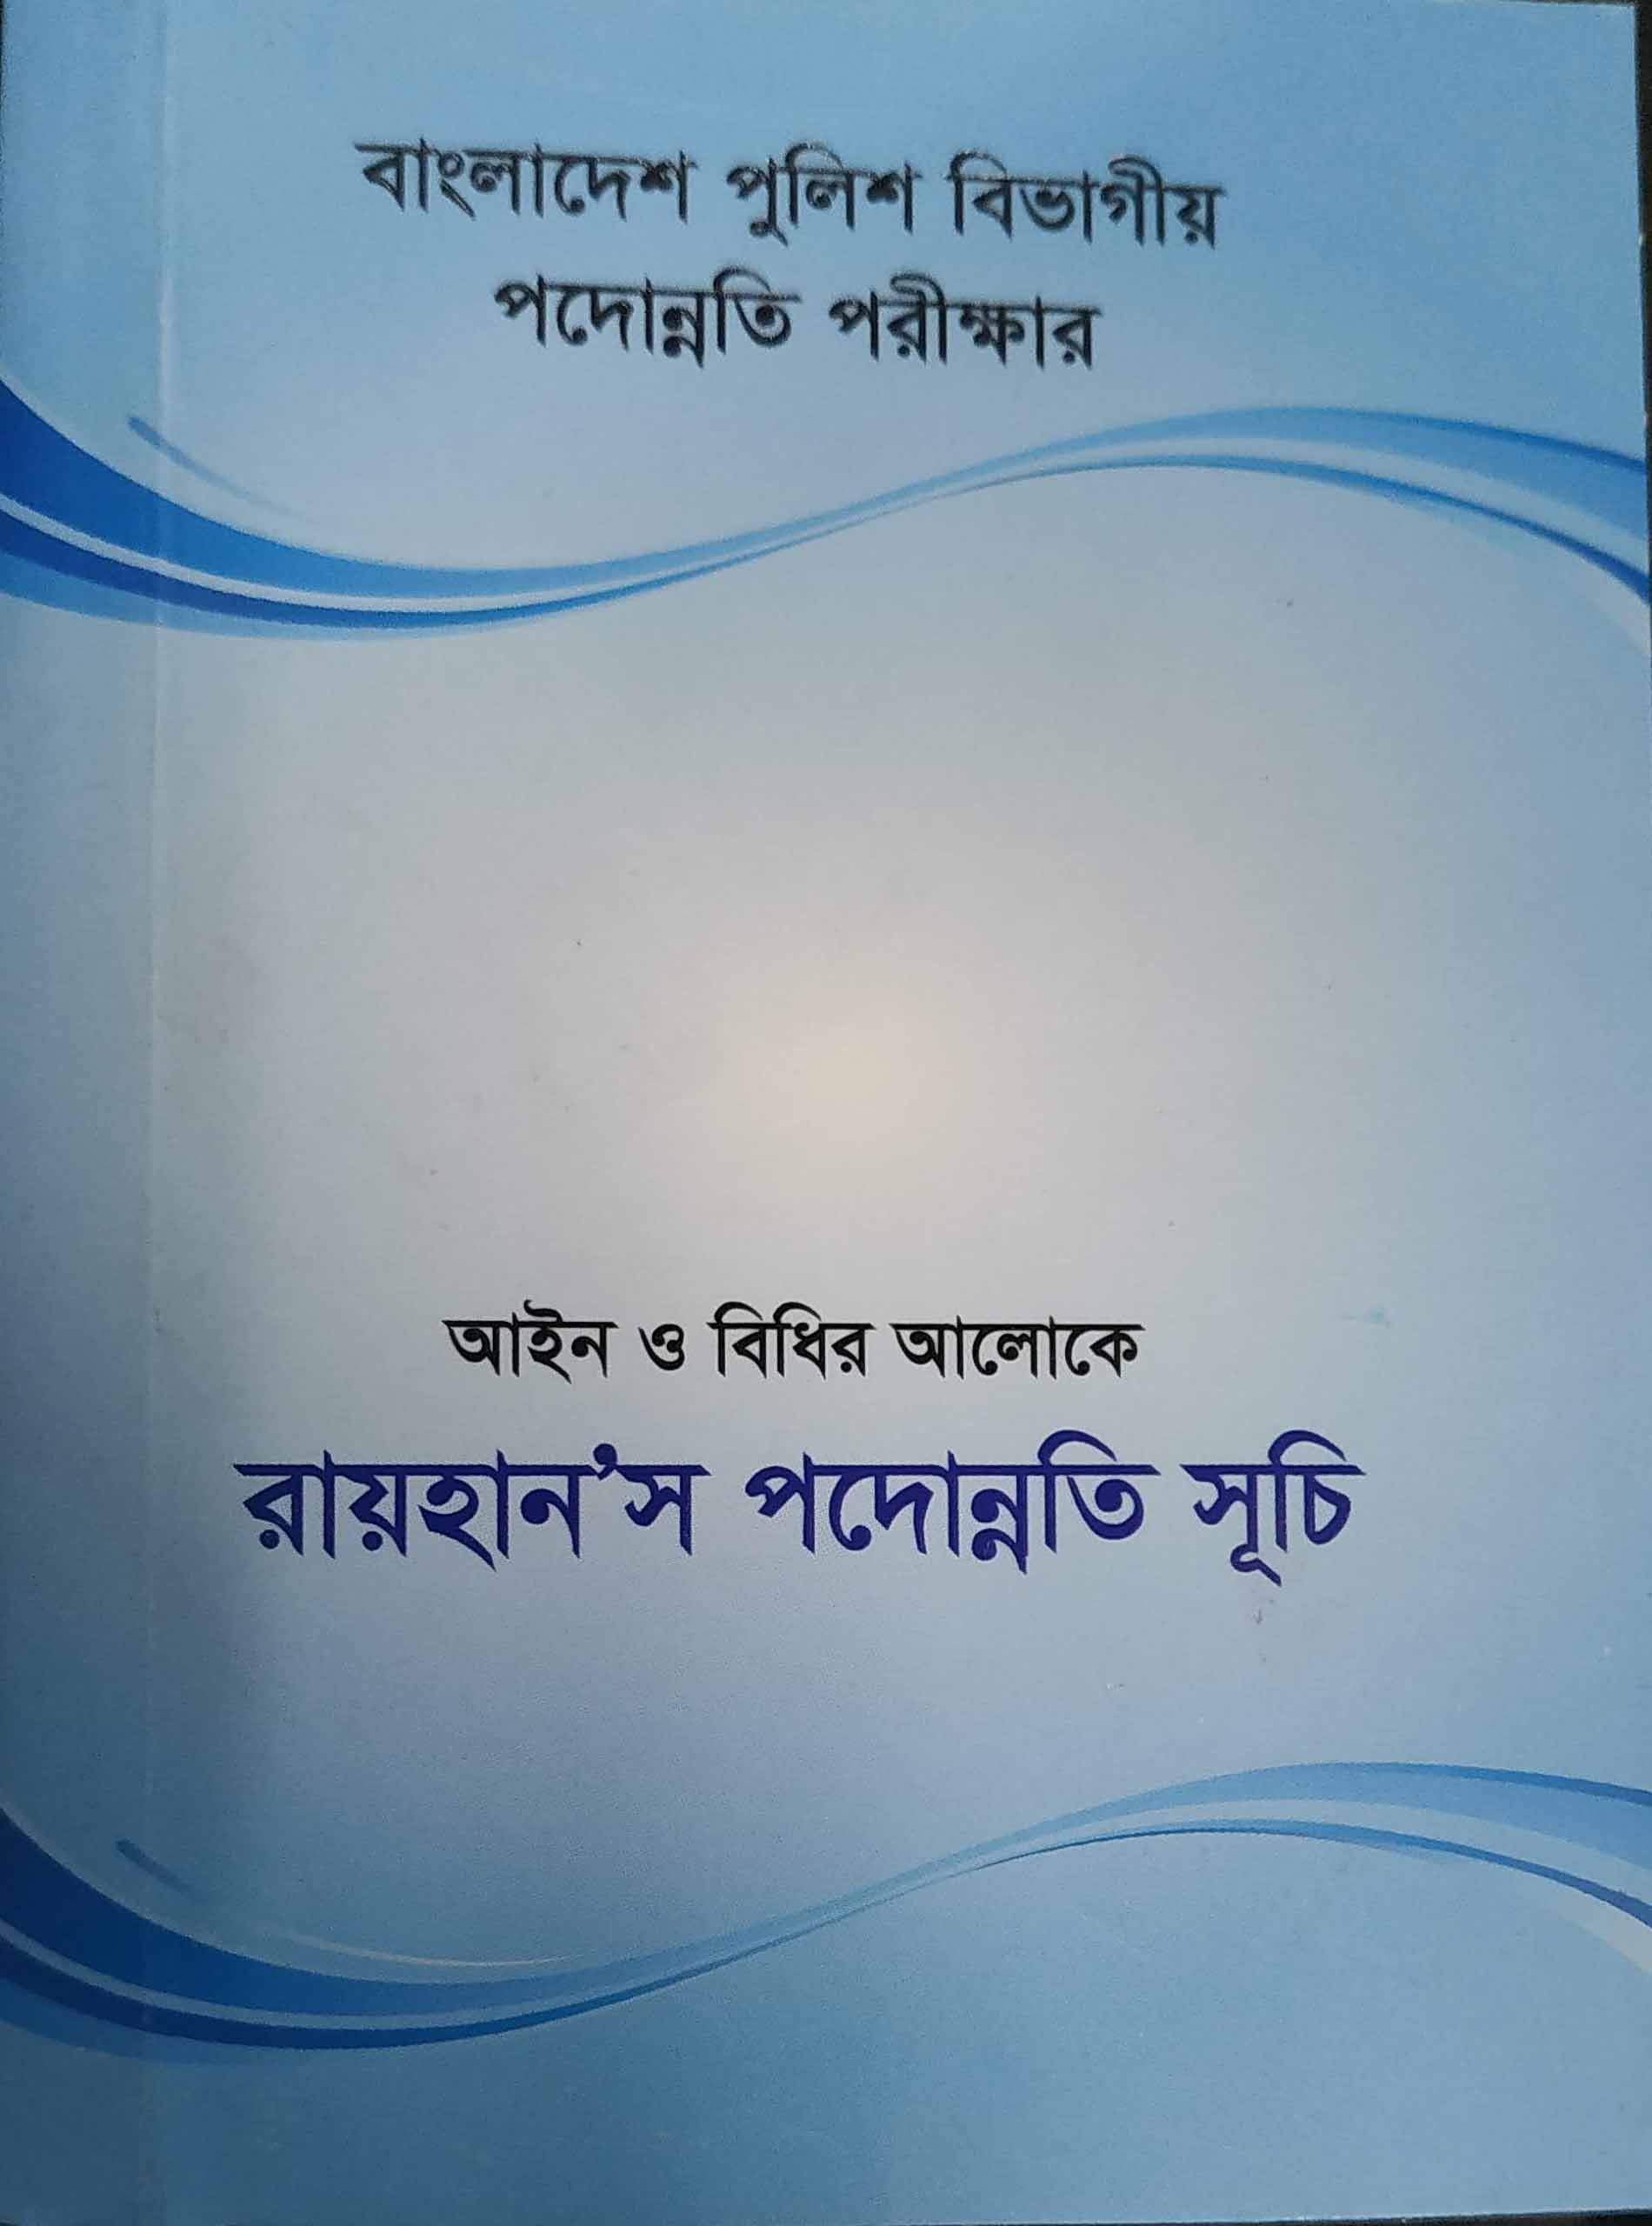 বাংলাদেশ পুলিশ বিভাগীয়
পদোন্নতি পরীক্ষার
আইন ও বিধির আলোকে
রায়হান'স পদোন্নতি সূচি